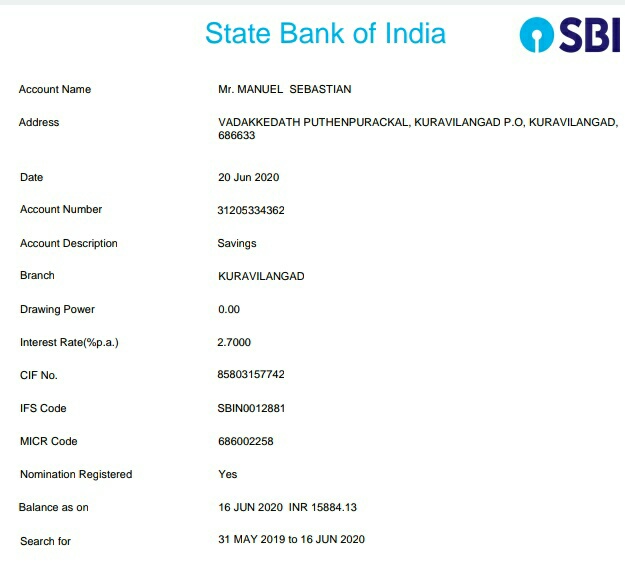 State Bank of India
SBI
Account Name Mr. MANUEL SEBASTIAN
Address VADAKKEDATH PUTHENPURACKAL, KURAVILANGAD P.O, KURAVILANGAD,
686633
Date 20 Jun 2020
Account Number 31205334362
Account Description Savings
Branch KURAVILANGAD
Drawing Power 0.00
Interest Rate(%p.a.) 2.7000
CIF No. 85803157742
IFS Code SBIN0012881
MICR Code 686002258
Nomination Registered Yes
Balance as on 16 JUN 2020 INR 15884.13
Search for 31 MAY 2019 to 16 JUN 2020